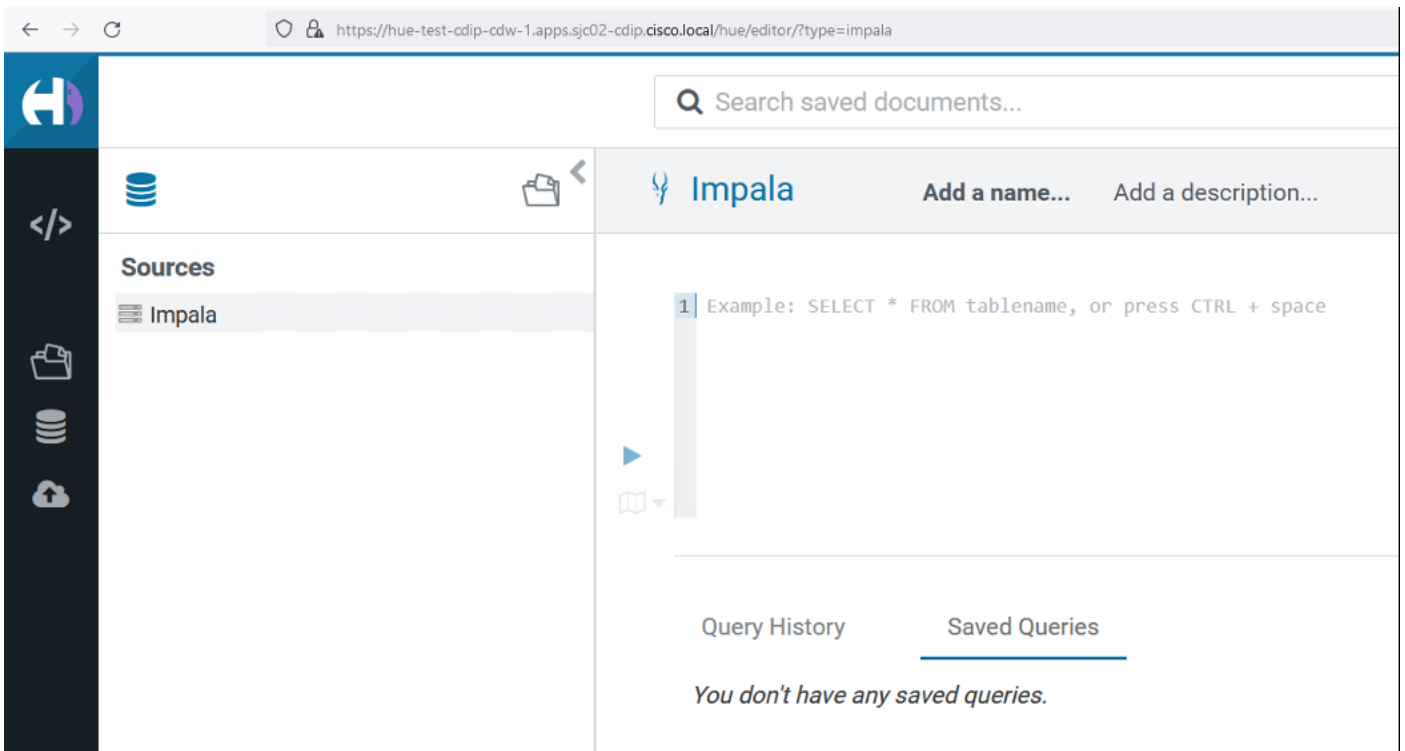 https://hue-test-cdip-cdw-1.apps.sjc02-cdip.cisco.local/hue/editor/?type=impala
Search saved documents...
Impala Add a name... Add a description...
</>
Sources
Impala
1 Example: SELECT * FROM tablename, or press CTRL + space
Query History Saved Queries
You don't have any saved queries.